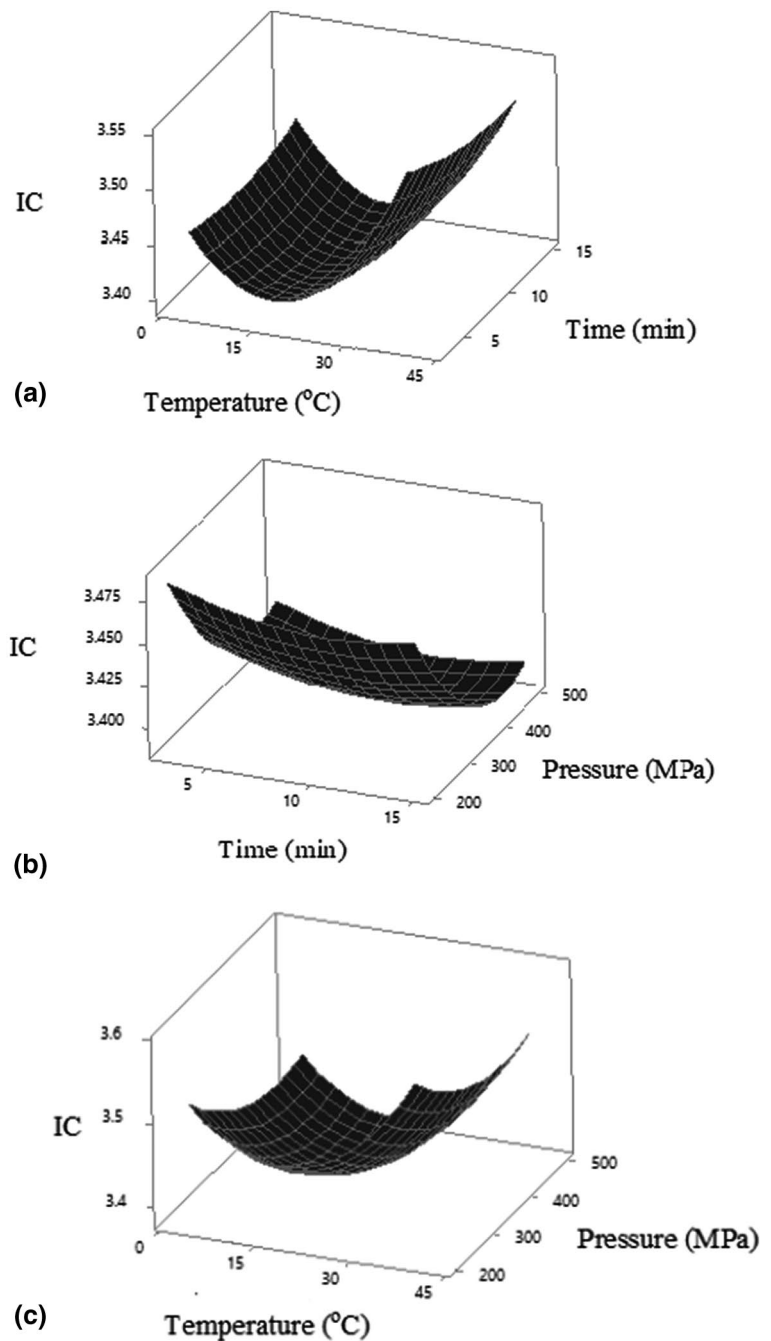 3.55
3.50
IC
3.45
3.40
0
15
30
45
5
10
15
Time (min)
Temperature (°C)
(a)
3.475
3.450
IC
3.425
3.400
5
10
15
200
300
400
500
Pressure (MPa)
Time (min)
(b)
3.6
3.5
IC
3.4
0
15
30
45
200
300
400
500
Pressure (MPa)
Temperature (°C)
(c)